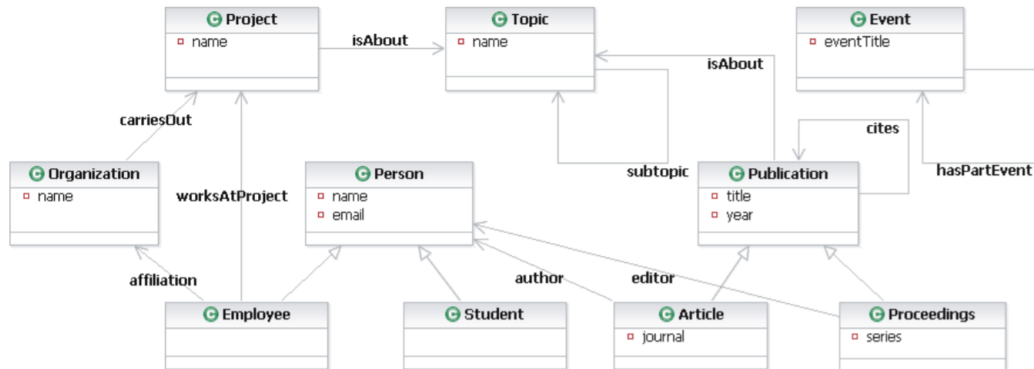 Project
name
isAbout
Topic
name
isAbout
Event
eventTitle
carriesOut
cites
Organization
name
worksAtProject
Person
name
email
subtopic
Publication
title
year
hasPartEvent
affiliation
author
editor
Employee
Student
Article
journal
Proceedings
series